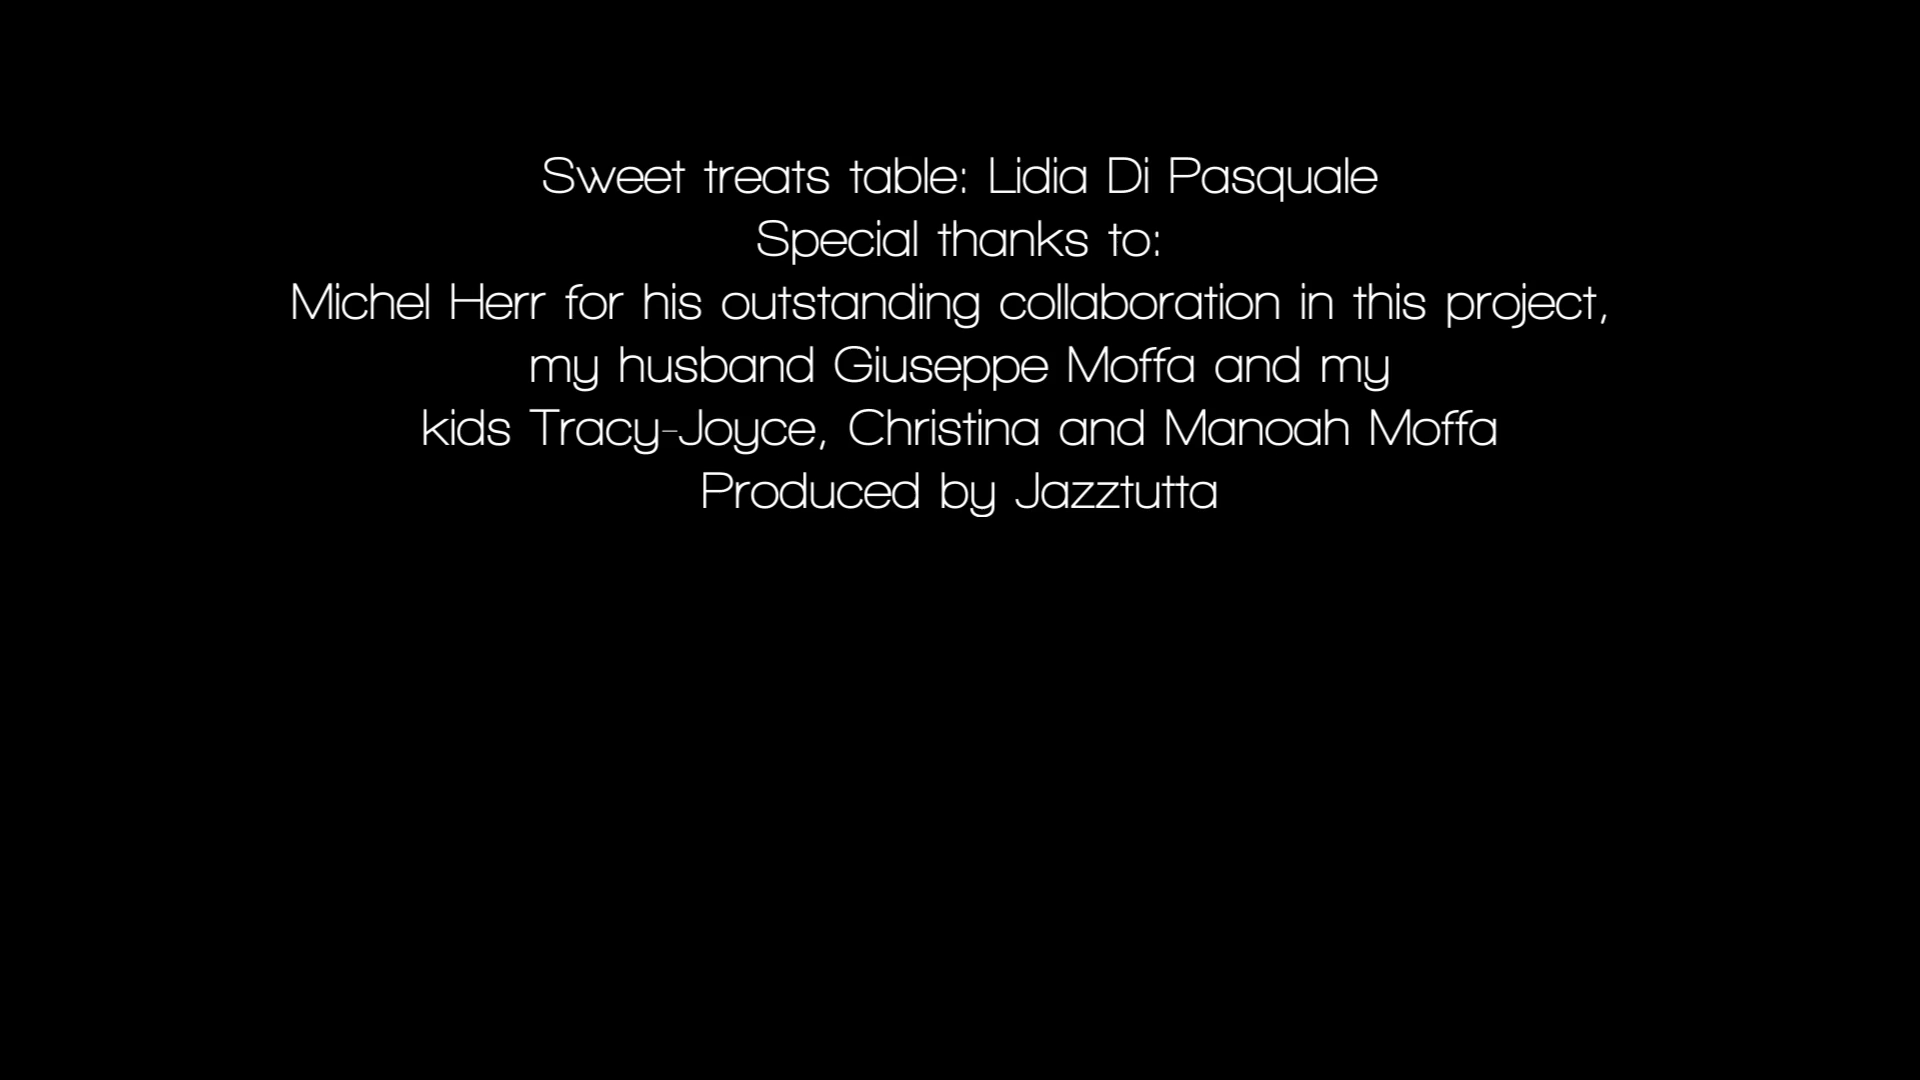 Sweet treats table: Lidia Di Pasquale
Special thanks to:
Michel Herr for his outstanding collaboration in this project,
my husband Giuseppe Moffa and my
kids Tracy-Joyce, Christina and Manoah Moffa
Produced by Jazztutta